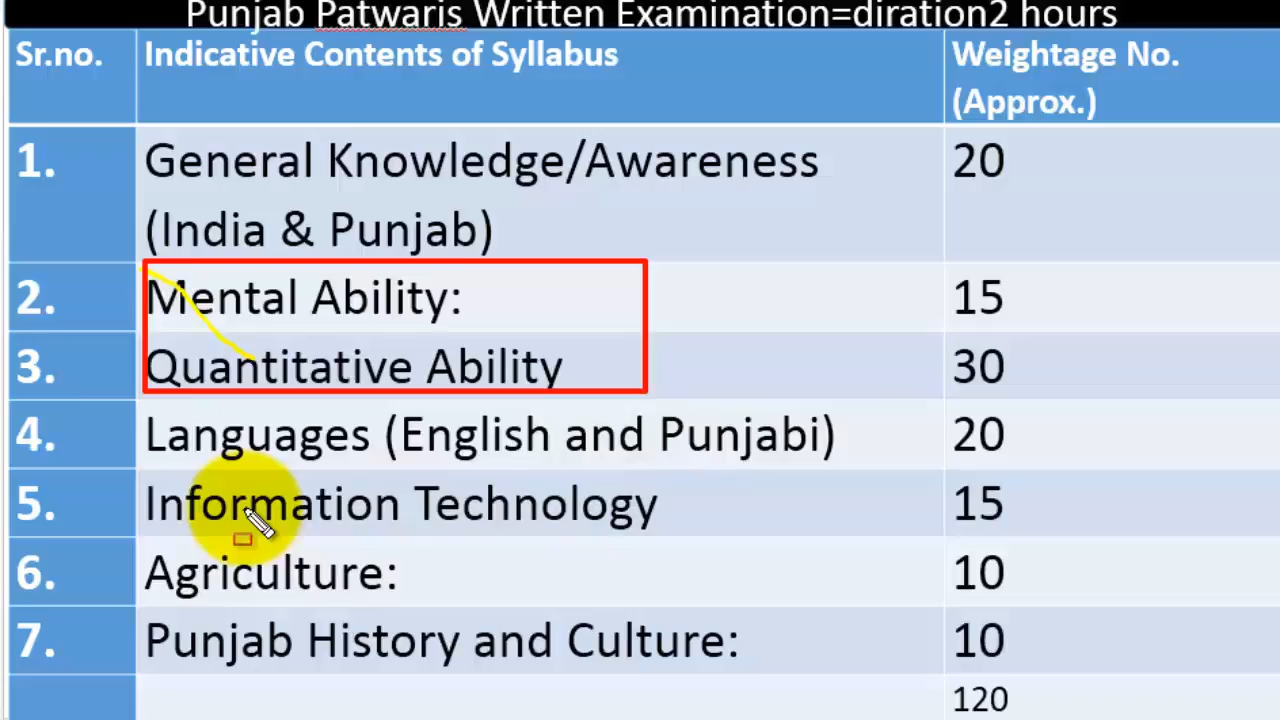 Punjab Patwaris Written Examination=diration2 hours
Sr.no. Indicative Contents of Syllabus Weightage No.
(Approx.)
1. General Knowledge/Awareness 20
(India & Punjab)
2. Mental Ability: 15
3. Quantitative Ability 30
4. Languages (English and Punjabi) 20
5. Information Technology 15
6. Agriculture: 10
7. Punjab History and Culture: 10
120